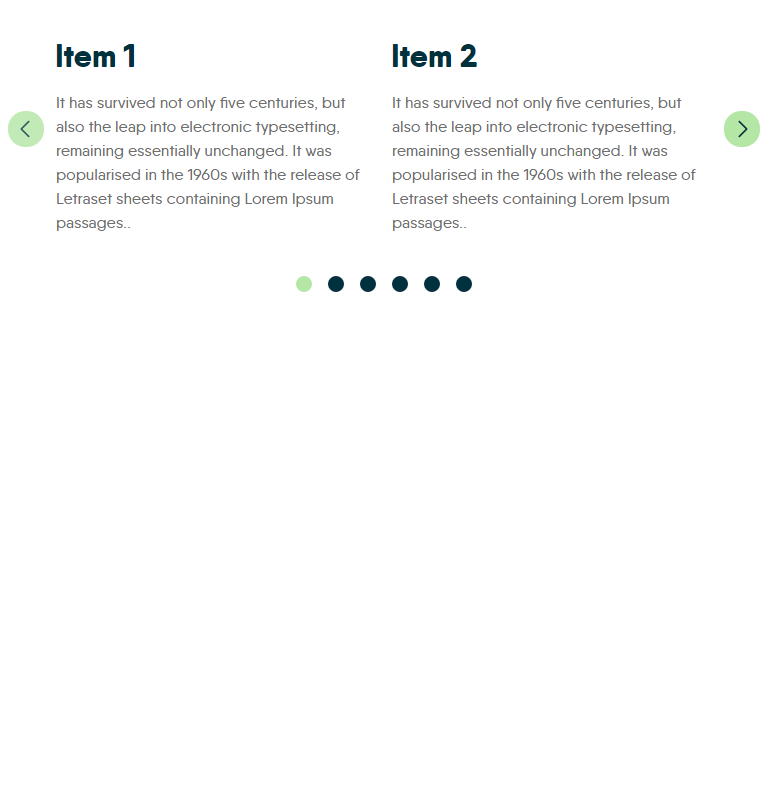 Item 1
It has survived not only five centuries, but
also the leap into electronic typesetting,
remaining essentially unchanged. It was
popularised in the 1960s with the release of
Letraset sheets containing Lorem Ipsum
passages..
Item 2
It has survived not only five centuries, but
also the leap into electronic typesetting,
remaining essentially unchanged. It was
popularised in the 1960s with the release of
Letraset sheets containing Lorem Ipsum
passages..